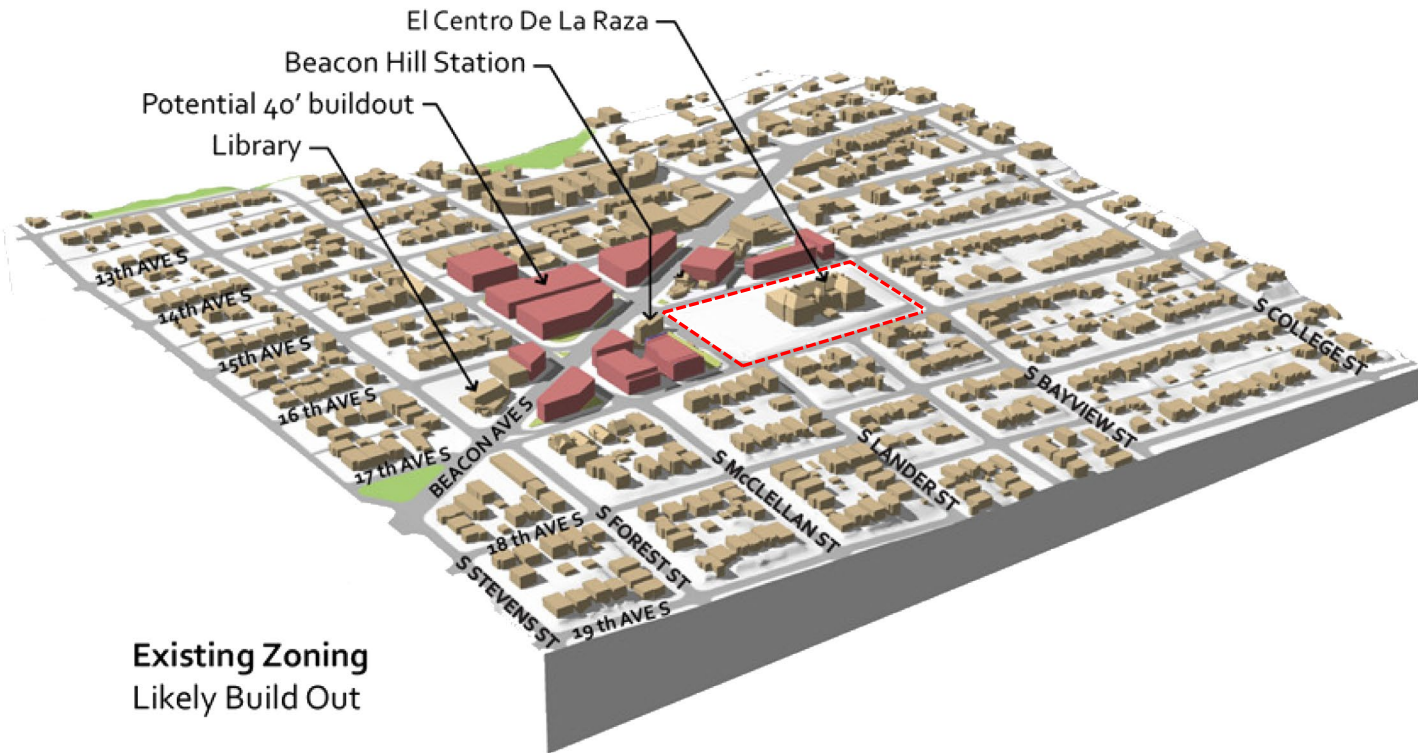 El Centro De La Raza
Beacon Hill Station
Potential 40’ buildout
Library
13th AVE S
14th AVE S
15th AVE S
16 th AVE S
17 th AVE S
BEACON AVE S
18 th AVE S
19 th AVE S
S STEVENS ST
S FOREST ST
S McCLELLAN ST
S LANDER ST
S BAYVIEW ST
S COLLEGE ST
Existing Zoning
Likely Build Out